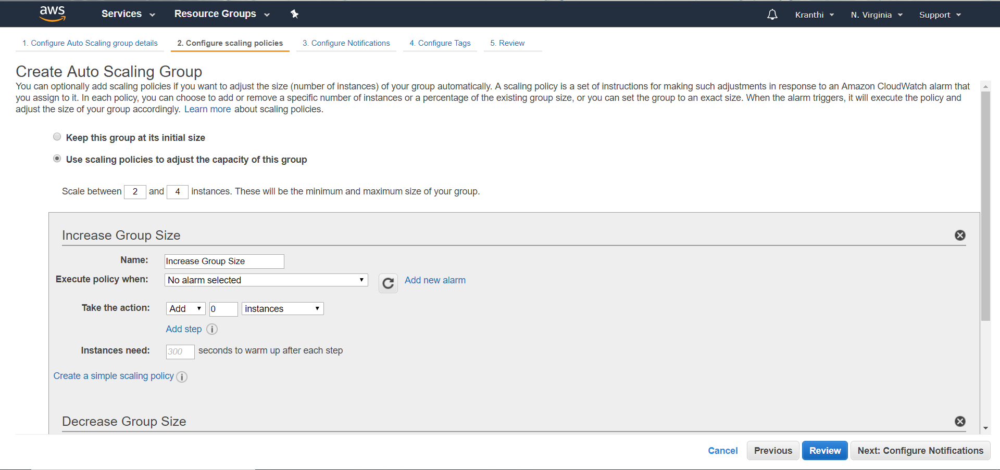 aws Services Resource Groups Kranthi N. Virginia Support
1. Configure Auto Scaling group details 2. Configure scaling policies 3. Configure Notifications 4. Configure Tags 5. Review
Create Auto Scaling Group
You can optionally add scaling policies if you want to adjust the size (number of instances) of your group automatically. A scaling policy is a set of instructions for making such adjustments in response to an Amazon CloudWatch alarm that
you assign to it. In each policy, you can choose to add or remove a specific number of instances or a percentage of the existing group size, or you can set the group to an exact size. When the alarm triggers, it will execute the policy and
adjust the size of your group accordingly. Learn more about scaling policies.
Keep this group at its initial size
Use scaling policies to adjust the capacity of this group
Scale between 2 and 4 instances. These will be the minimum and maximum size of your group.
Increase Group Size
Name: Increase Group Size
Execute policy when: No alarm selected Add new alarm
Take the action: Add 0 instances
Add step i
Instances need: 300 seconds to warm up after each step
Create a simple scaling policy i
Decrease Group Size
Cancel Previous Review Next: Configure Notifications